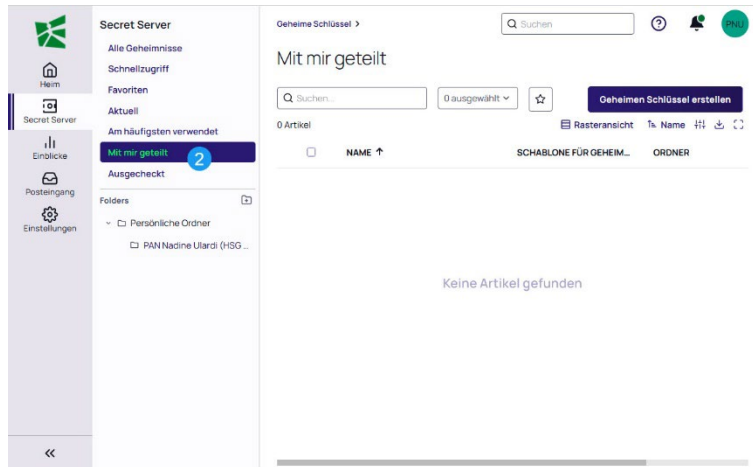 Heim
Secret Server
Einblicke
Posteingang
Einstellungen
Secret Server
Alle Geheimnisse
Schnellzugriff
Favoriten
Aktuell
Am häufigsten verwendet
Mit mir geteilt
2
Ausgecheckt
Folders
Persönliche Ordner
PAN Nadine Ulardi (HSG ...
Geheime Schlüssel >
Suchen
PNU
Mit mir geteilt
Suchen...
0 ausgewählt
Geheimen Schlüssel erstellen
0 Artikel
Rasteransicht
Name
NAME ↑
SCHABLONE FÜR GEHEIM...
ORDNER
Keine Artikel gefunden